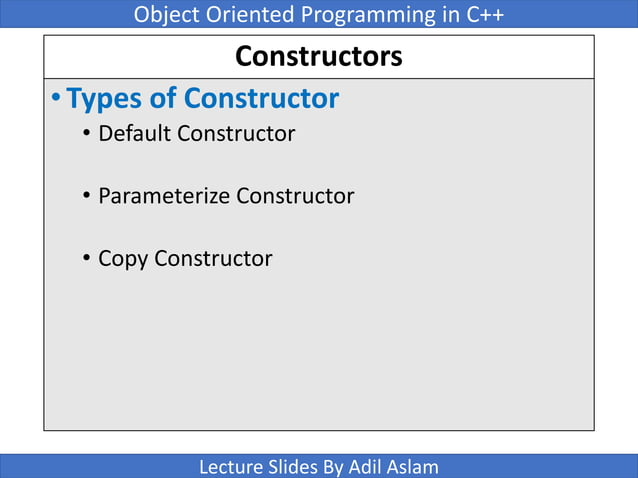 Object Oriented Programming in C++
Constructors
• Types of Constructor
• Default Constructor
• Parameterize Constructor
• Copy Constructor
Lecture Slides By Adil Aslam